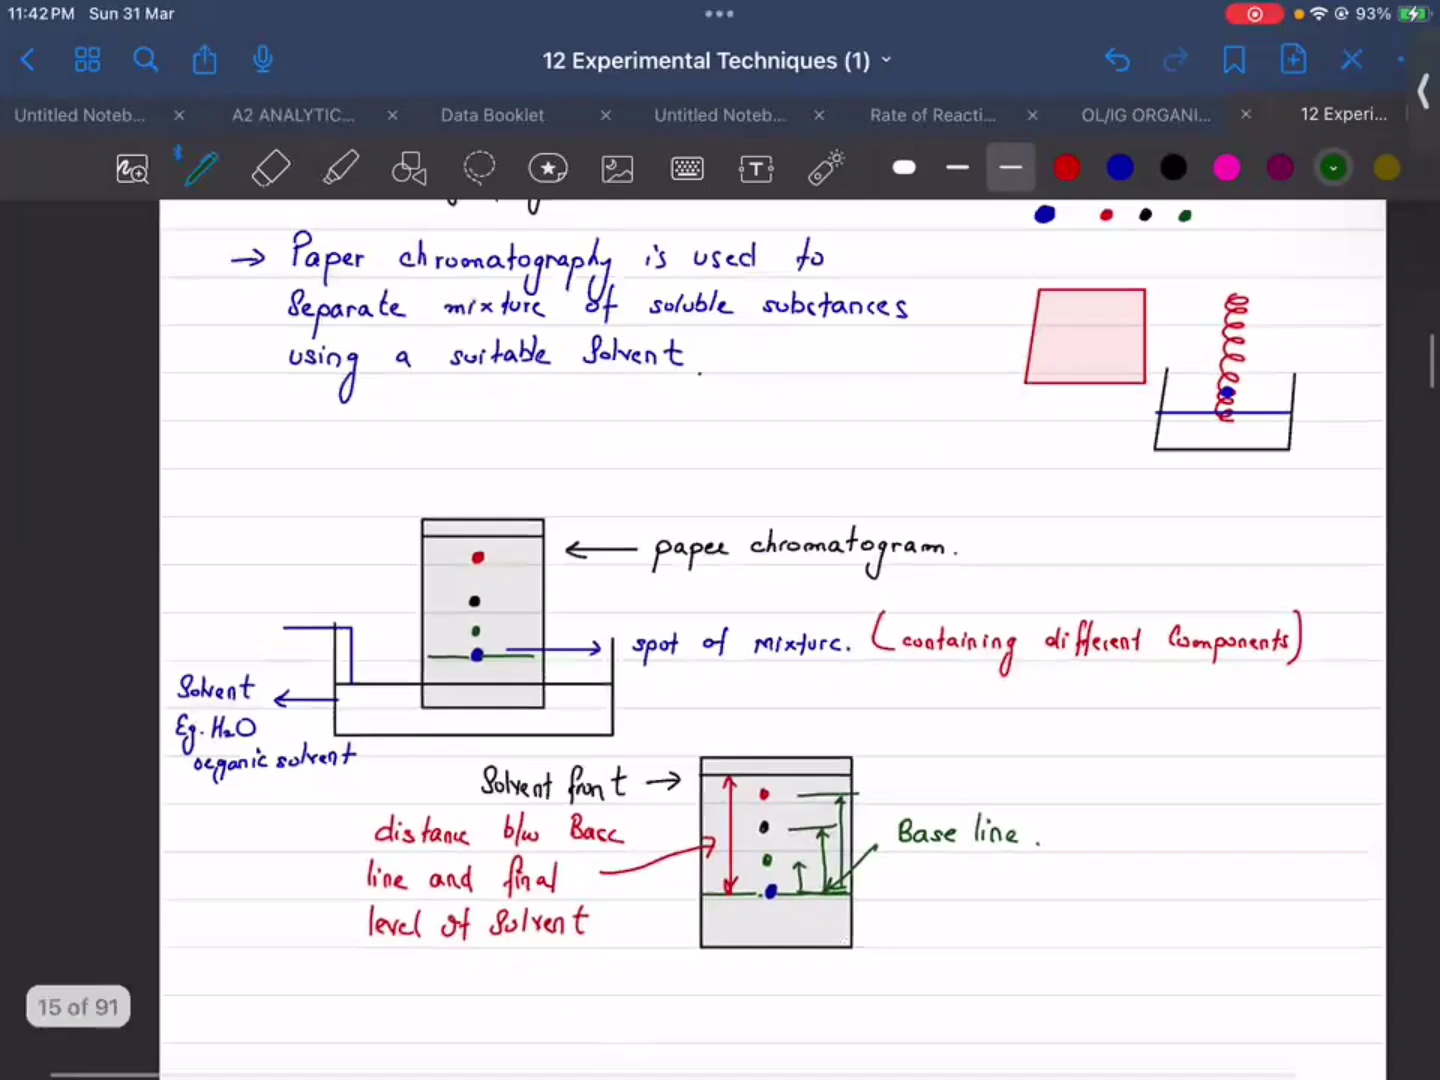 11:42 PM Sun 31 Mar
93%
12 Experimental Techniques (1)
Untitled Noteb...
A2 ANALYTIC...
Data Booklet
Untitled Noteb...
Rate of Reacti...
OL/IG ORGANI...
12 Experi...
→ Paper chromatography is used to
Separate mixture of soluble substances
using a suitable Solvent.
← paper chromatogram.
spot of mixture. (containing different Components)
Solvent
Eg. H₂O
organic solvent
Solvent front →
distance b/w Base
line and final
level of Solvent
Base line.
15 of 91